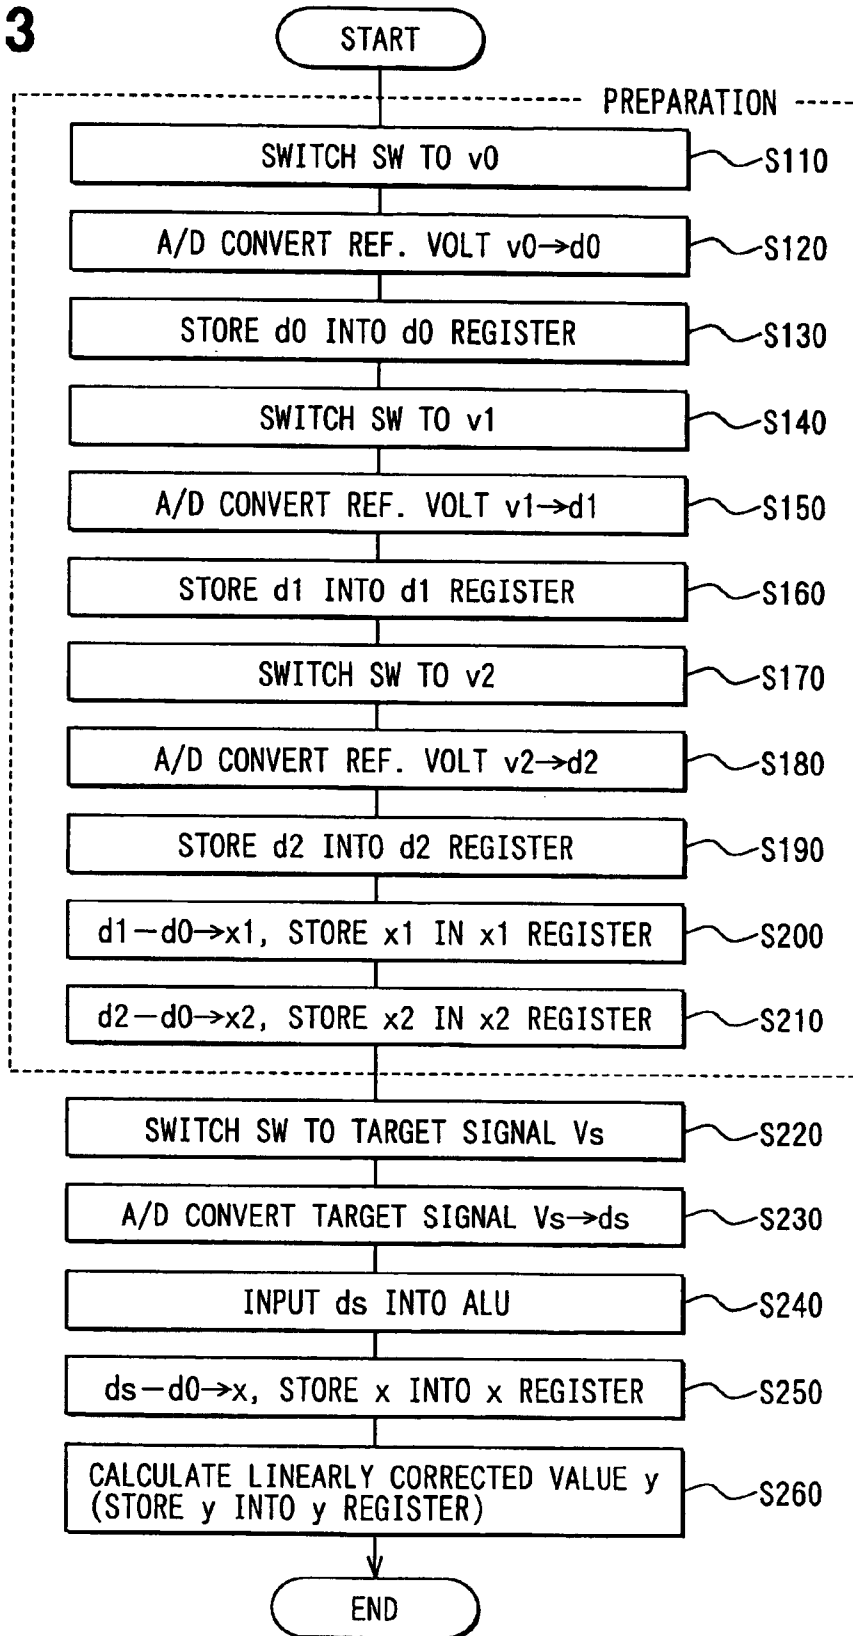 3
START
PREPARATION
SWITCH SW TO v0
S110
A/D CONVERT REF. VOLT v0→d0
S120
STORE d0 INTO d0 REGISTER
S130
SWITCH SW TO v1
S140
A/D CONVERT REF. VOLT v1→d1
S150
STORE d1 INTO d1 REGISTER
S160
SWITCH SW TO v2
S170
A/D CONVERT REF. VOLT v2→d2
S180
STORE d2 INTO d2 REGISTER
S190
d1−d0→x1, STORE x1 IN x1 REGISTER
S200
d2−d0→x2, STORE x2 IN x2 REGISTER
S210
SWITCH SW TO TARGET SIGNAL Vs
S220
A/D CONVERT TARGET SIGNAL Vs→ds
S230
INPUT ds INTO ALU
S240
ds−d0→x, STORE x INTO x REGISTER
S250
CALCULATE LINEARLY CORRECTED VALUE y
(STORE y INTO y REGISTER)
S260
END